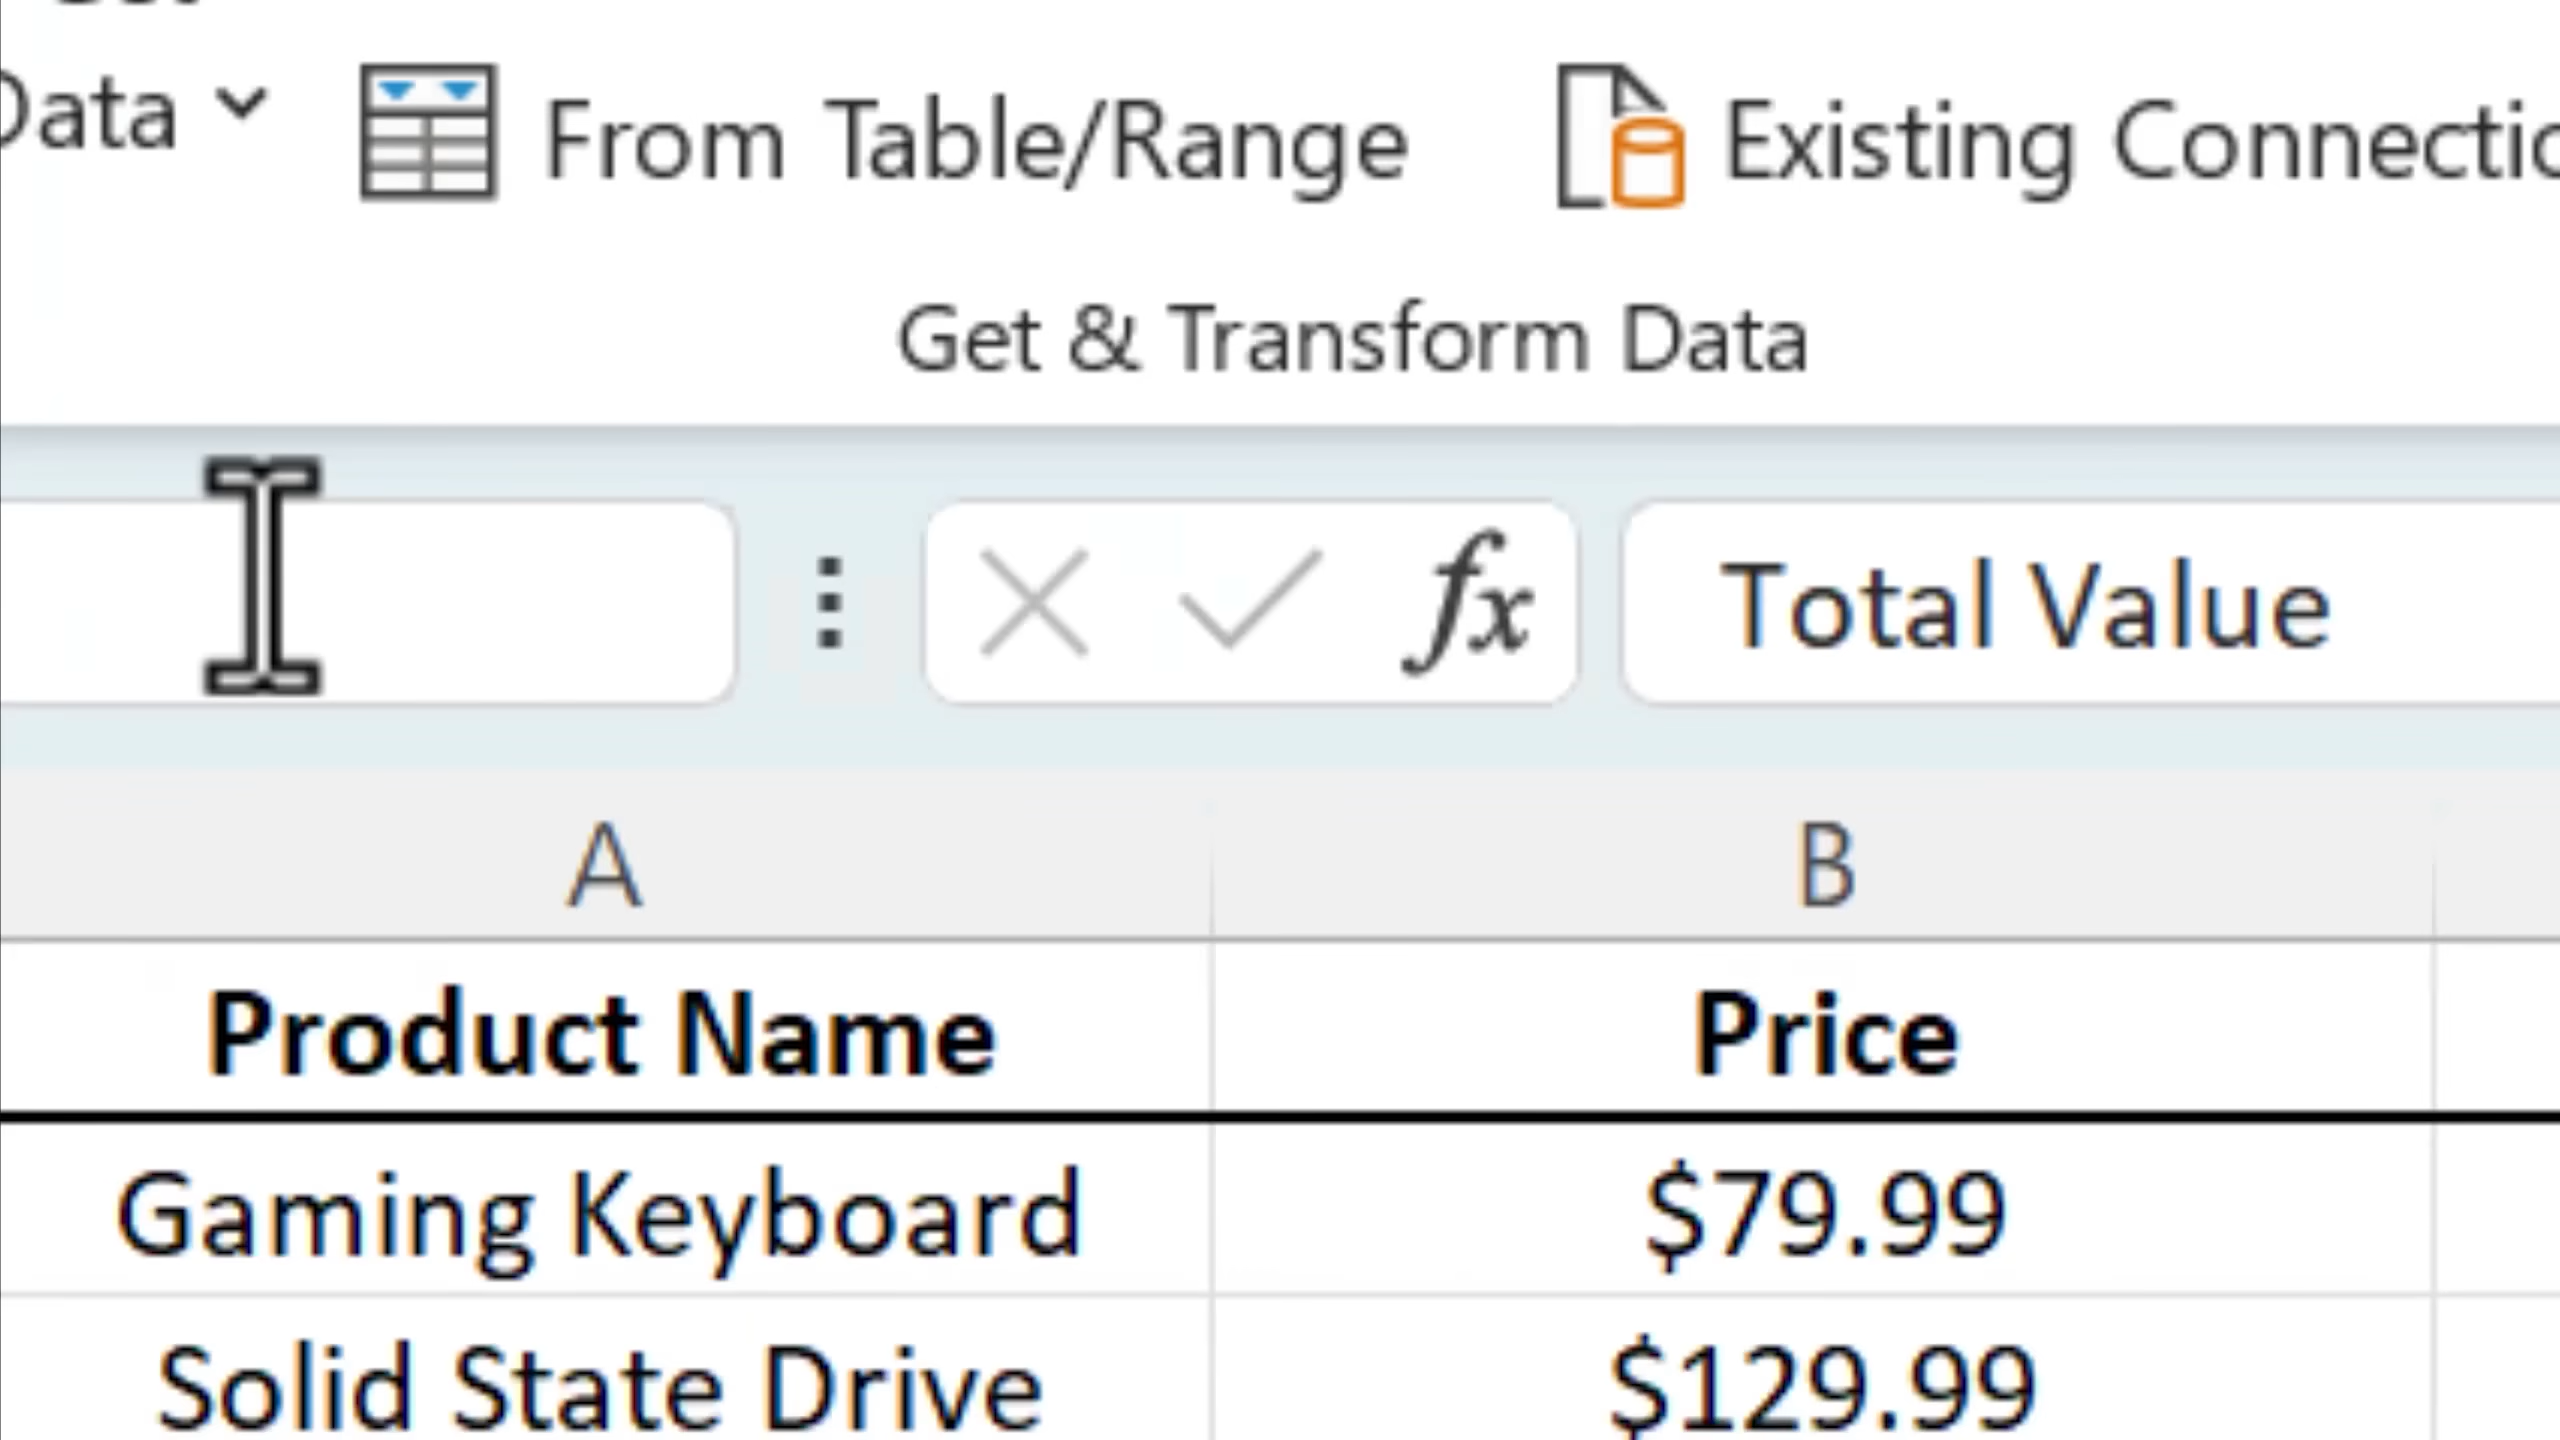 Data
From Table/Range
Existing
Get & Transform Data
fx
Total Value
A B
Product Name Price
Gaming Keyboard $79.99
Solid State Drive $129.99